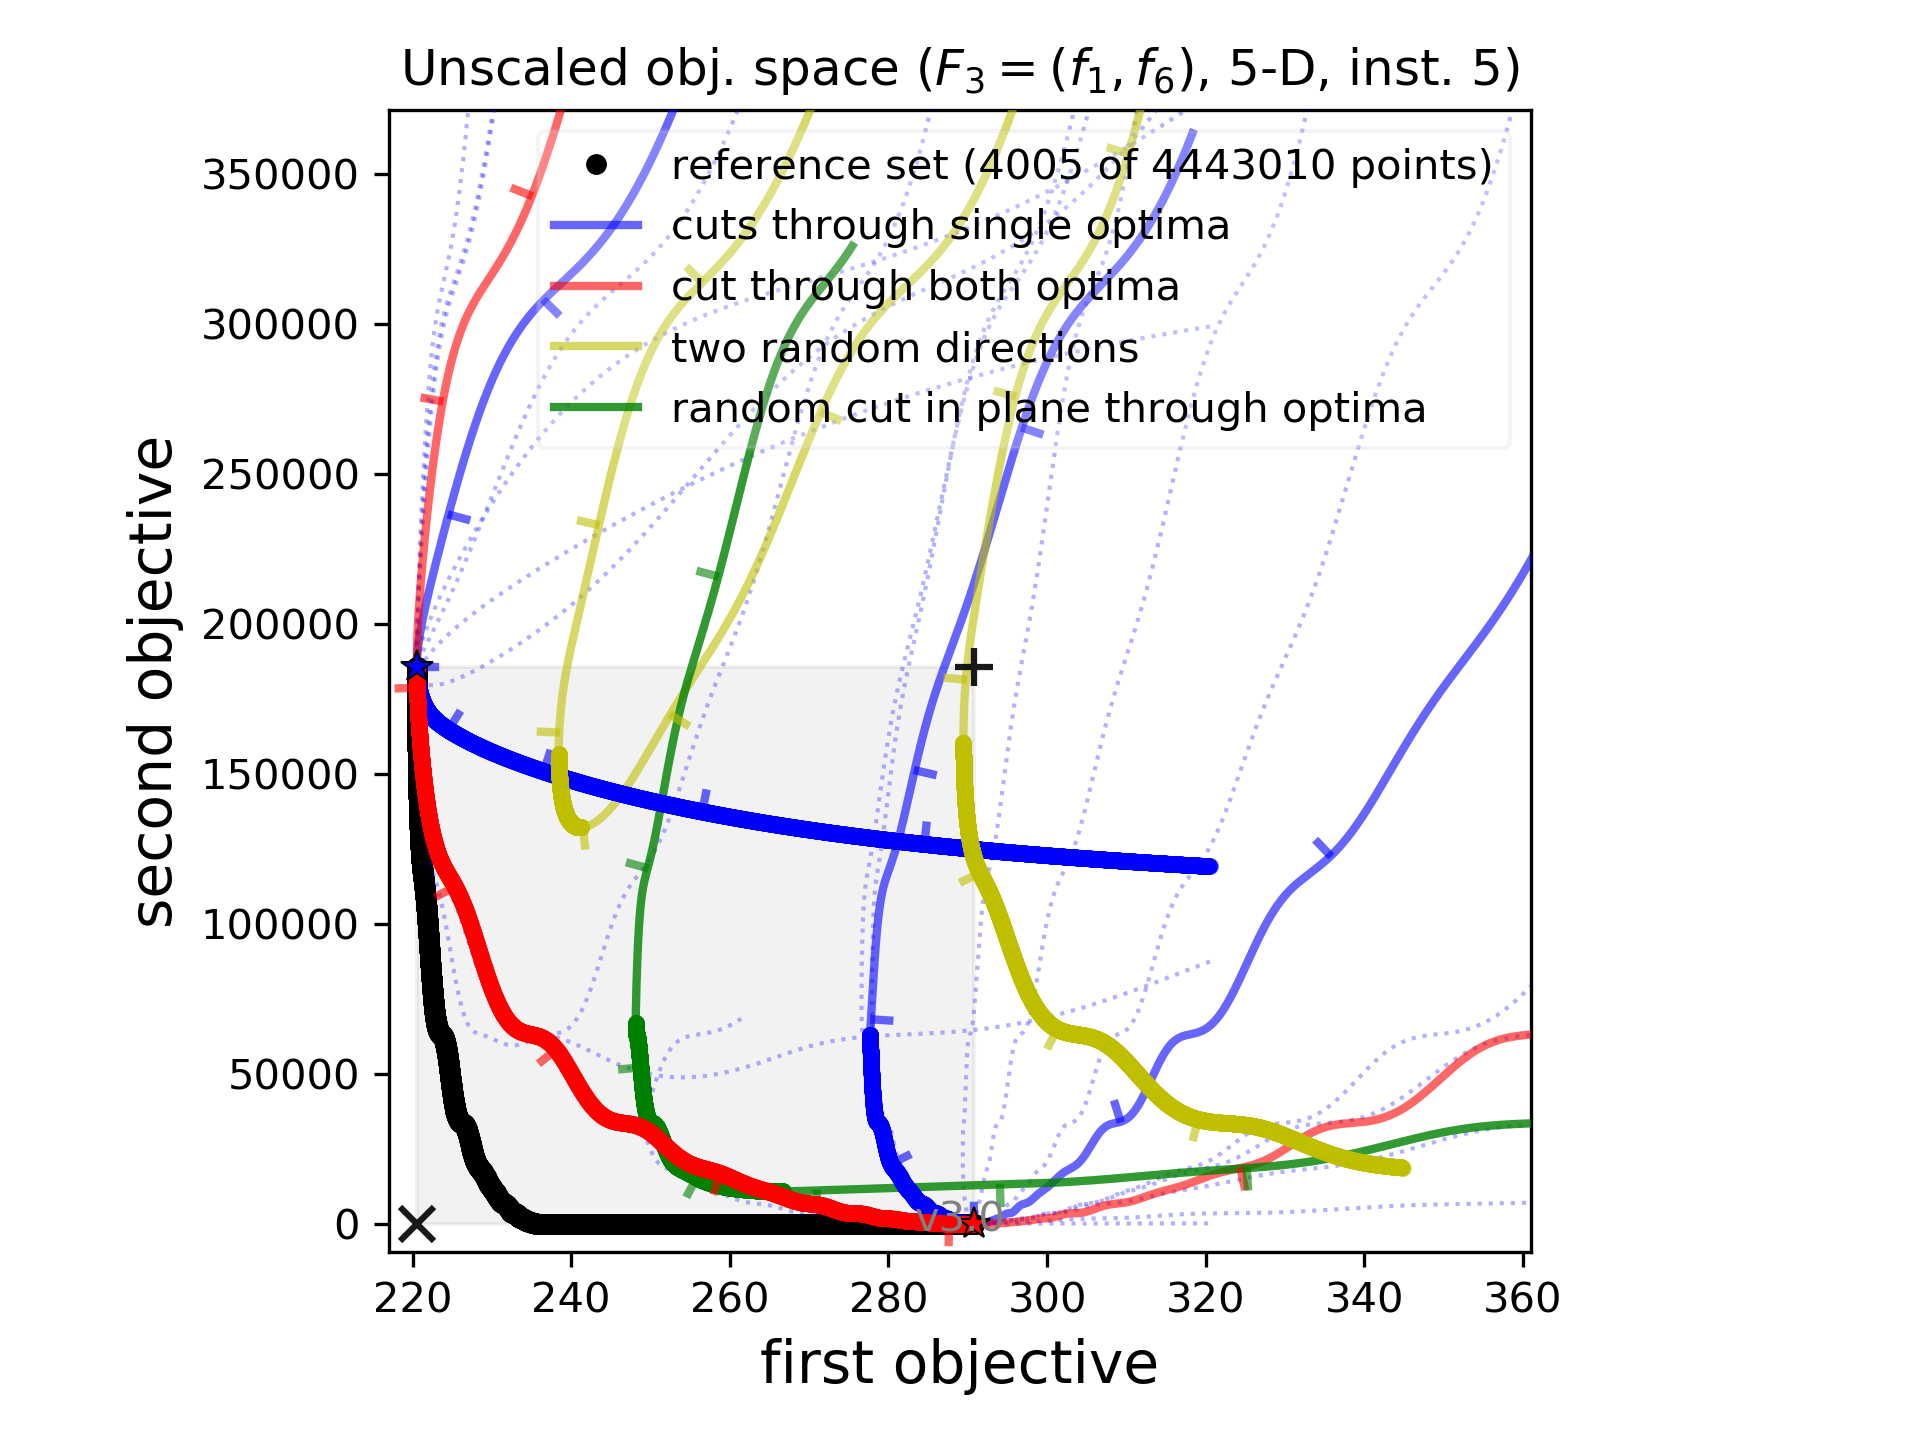 Unscaled obj. space (F₃ = (f₁, f₆), 5-D, inst. 5)
reference set (4005 of 4443010 points)
cuts through single optima
cut through both optima
two random directions
random cut in plane through optima
second objective
350000
300000
250000
200000
150000
100000
50000
0
v3.0
220 240 260 280 300 320 340 360
first objective